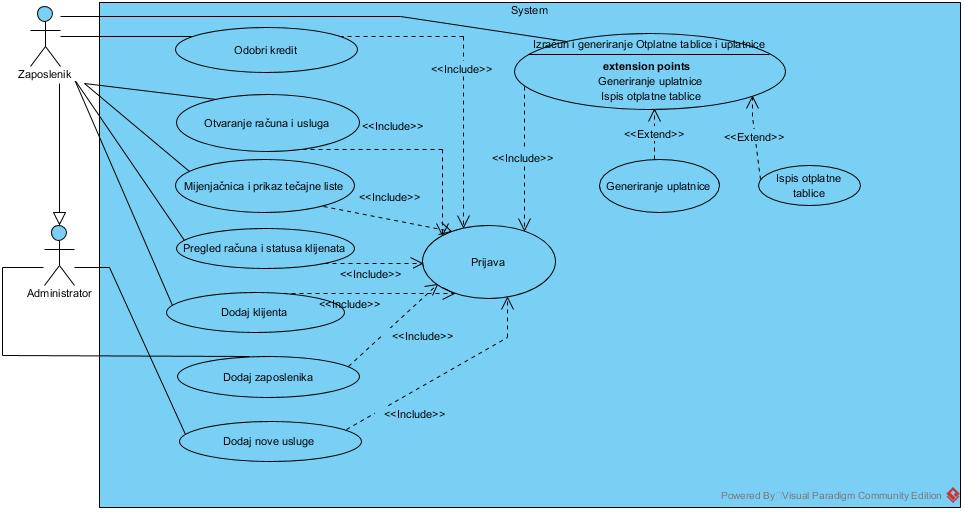 System
Zaposlenik
Odobri kredit
<<Include>>
Izračun i generiranje Otplatne tablice i uplatnice
extension points
Generiranje uplatnice
Ispis otplatne tablice
Otvaranje računa i usluga
<<Include>>
<<Include>>
<<Extend>>
<<Extend>>
Mijenjačnica i prikaz tečajne liste
<<Include>>
Generiranje uplatnice
Ispis otplatne
tablice
Pregled računa i statusa klijenata
<<Include>>
Prijava
Administrator
Dodaj klijenta
<<Include>>
Dodaj zaposlenika
<<Include>>
Dodaj nove usluge
<<Include>>
Powered By Visual Paradigm Community Edition